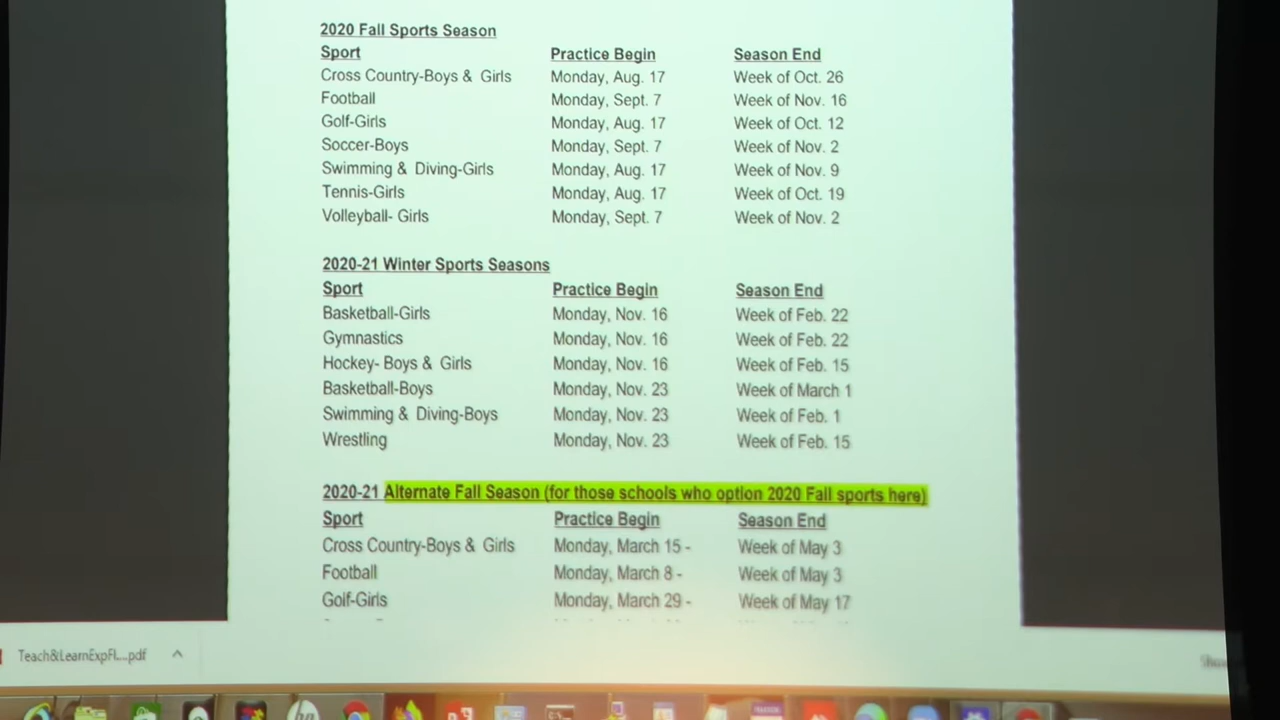 2020 Fall Sports Season
Sport Practice Begin Season End
Cross Country-Boys & Girls Monday, Aug. 17 Week of Oct. 26
Football Monday, Sept. 7 Week of Nov. 16
Golf-Girls Monday, Aug. 17 Week of Oct. 12
Soccer-Boys Monday, Sept. 7 Week of Nov. 2
Swimming & Diving-Girls Monday, Aug. 17 Week of Nov. 9
Tennis-Girls Monday, Aug. 17 Week of Oct. 19
Volleyball- Girls Monday, Sept. 7 Week of Nov. 2
2020-21 Winter Sports Seasons
Sport Practice Begin Season End
Basketball-Girls Monday, Nov. 16 Week of Feb. 22
Gymnastics Monday, Nov. 16 Week of Feb. 22
Hockey- Boys & Girls Monday, Nov. 16 Week of Feb. 15
Basketball-Boys Monday, Nov. 23 Week of March 1
Swimming & Diving-Boys Monday, Nov. 23 Week of Feb. 1
Wrestling Monday, Nov. 23 Week of Feb. 15
2020-21 Alternate Fall Season (for those schools who option 2020 Fall sports here)
Sport Practice Begin Season End
Cross Country-Boys & Girls Monday, March 15 - Week of May 3
Football Monday, March 8 - Week of May 3
Golf-Girls Monday, March 29 - Week of May 17
Teach&LearnExpFl....pdf
hp